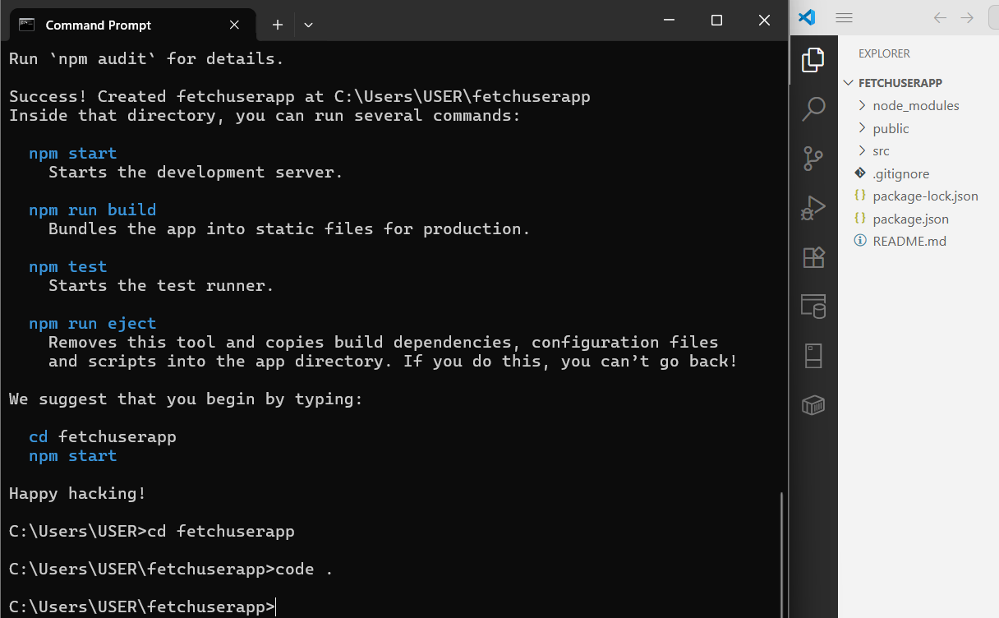 Command Prompt
Run `npm audit` for details.
Success! Created fetchuserapp at C:\Users\USER\fetchuserapp
Inside that directory, you can run several commands:
npm start
Starts the development server.
npm run build
Bundles the app into static files for production.
npm test
Starts the test runner.
npm run eject
Removes this tool and copies build dependencies, configuration files
and scripts into the app directory. If you do this, you can’t go back!
We suggest that you begin by typing:
cd fetchuserapp
npm start
Happy hacking!
C:\Users\USER>cd fetchuserapp
C:\Users\USER\fetchuserapp>code .
C:\Users\USER\fetchuserapp>
EXPLORER
FETCHUSERAPP
node_modules
public
src
.gitignore
package-lock.json
package.json
README.md